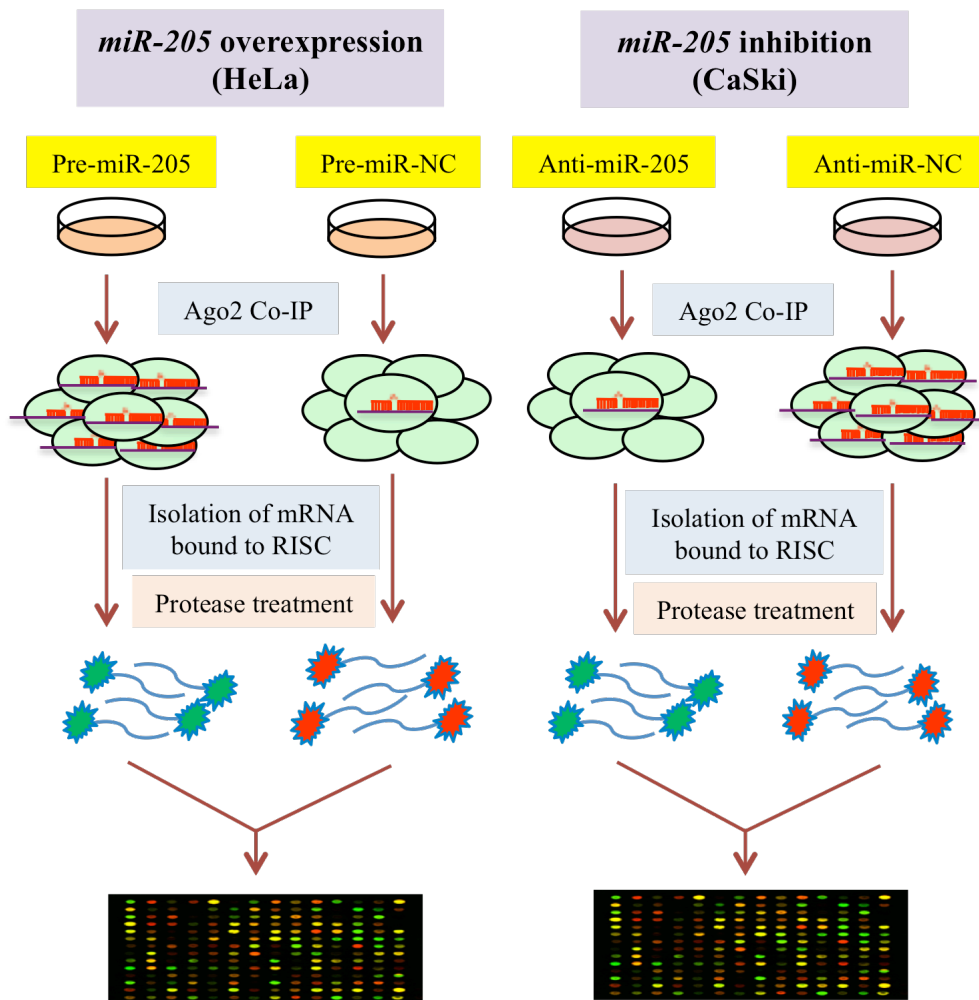 miR-205 overexpression
(HeLa)
miR-205 inhibition
(CaSki)
Pre-miR-205
Pre-miR-NC
Anti-miR-205
Anti-miR-NC
Ago2 Co-IP
Ago2 Co-IP
Isolation of mRNA
bound to RISC
Isolation of mRNA
bound to RISC
Protease treatment
Protease treatment